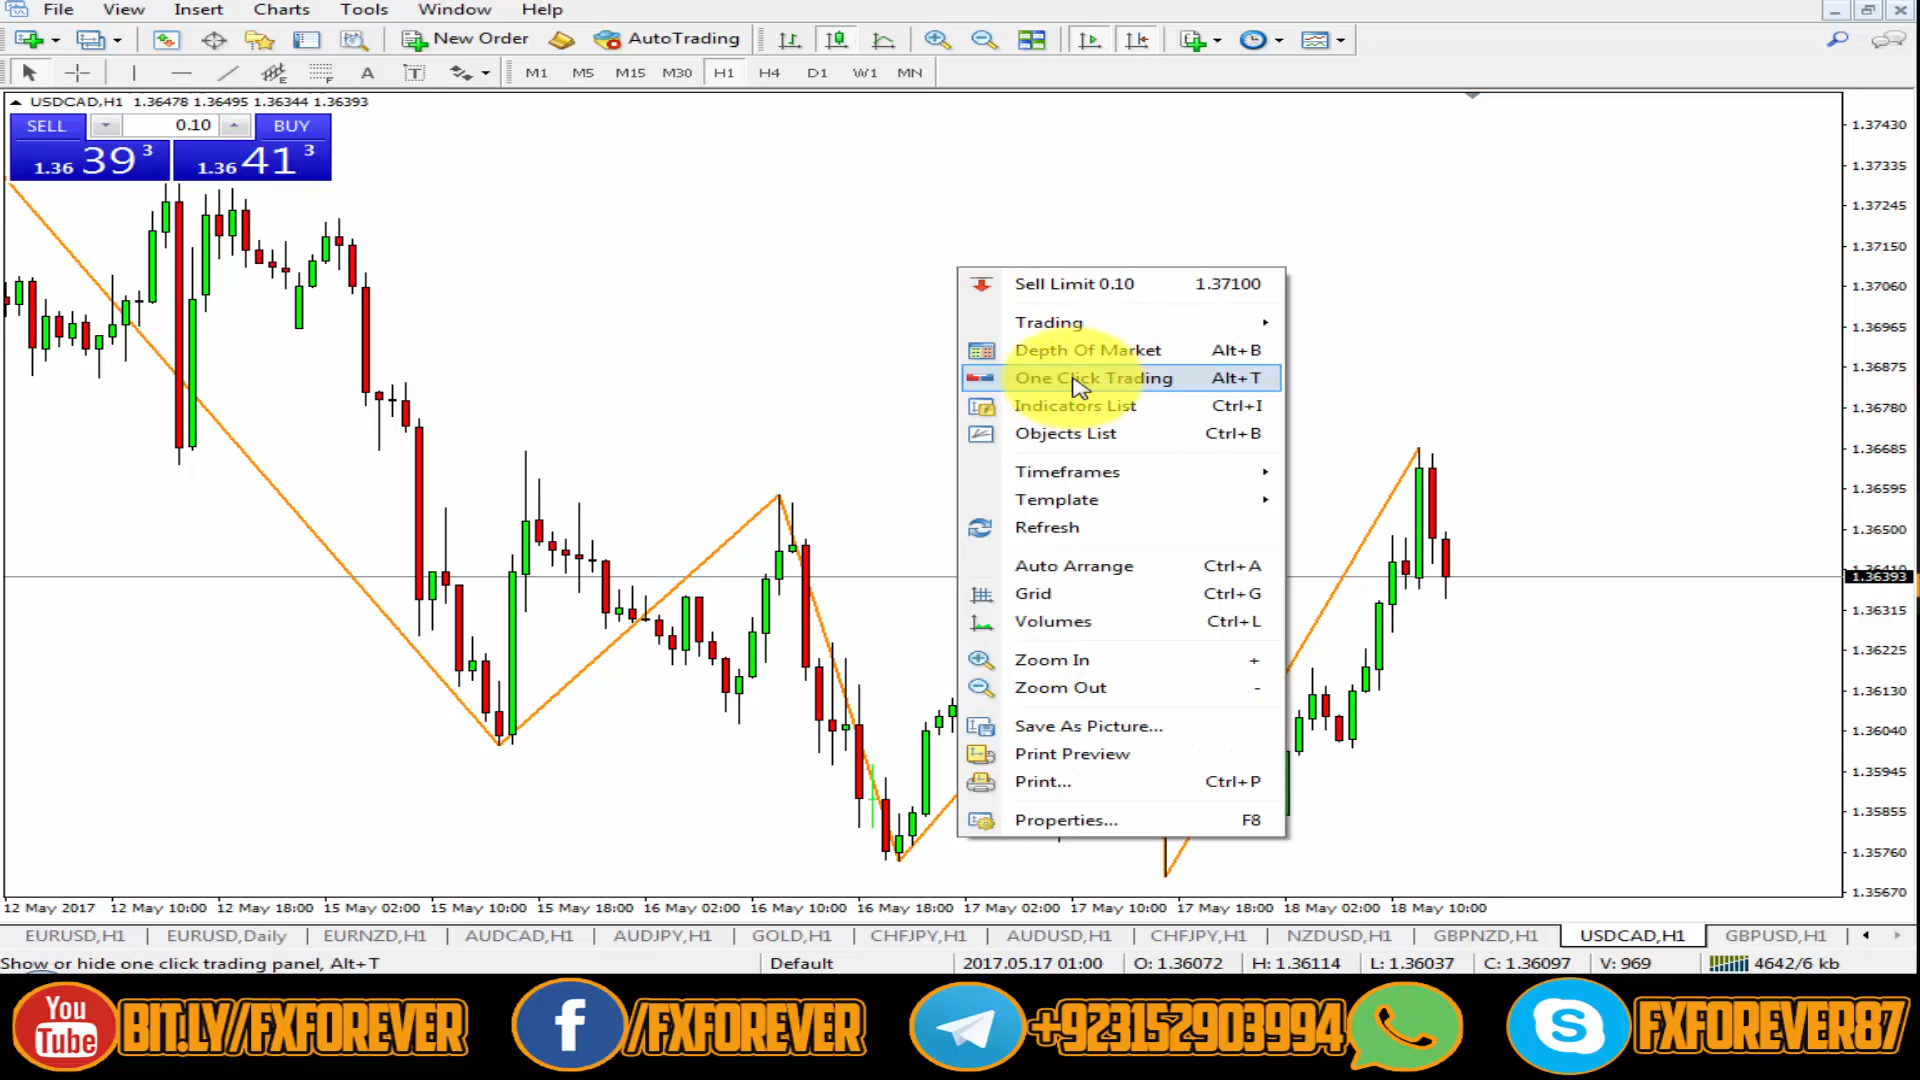 File View Insert Charts Tools Window Help
New Order AutoTrading
A T M1 M5 M15 M30 H1 H4 D1 W1 MN
USDCAD,H1 1.36478 1.36495 1.36344 1.36393
SELL 0.10 BUY
1.36 39 3 1.36 41 3
Sell Limit 0.10 1.37100
Trading
Depth Of Market Alt+B
One Click Trading Alt+T
Indicators List Ctrl+I
Objects List Ctrl+B
Timeframes
Template
Refresh
Auto Arrange Ctrl+A
Grid Ctrl+G
Volumes Ctrl+L
Zoom In +
Zoom Out -
Save As Picture...
Print Preview
Print... Ctrl+P
Properties... F8
1.37430
1.37335
1.37245
1.37150
1.37060
1.36965
1.36875
1.36780
1.36685
1.36595
1.36500
1.36393
1.36315
1.36225
1.36130
1.36040
1.35945
1.35855
1.35760
1.35670
12 May 2017 12 May 10:00 12 May 18:00 15 May 02:00 15 May 10:00 15 May 18:00 16 May 02:00 16 May 10:00 16 May 18:00 17 May 02:00 17 May 10:00 17 May 18:00 18 May 02:00 18 May 10:00
EURUSD,H1 EURUSD,Daily EURNZD,H1 AUDCAD,H1 AUDJPY,H1 GOLD,H1 CHFJPY,H1 AUDUSD,H1 CHFJPY,H1 NZDUSD,H1 GBPNZD,H1 USDCAD,H1 GBPUSD,H1
Show or hide one click trading panel, Alt+T Default 2017.05.17 01:00 O: 1.36072 H: 1.36114 L: 1.36037 C: 1.36097 V: 969 4642/6 kb
You Tube BIT.LY/FXFOREVER f /FXFOREVER +923152903994 S FXFOREVER87